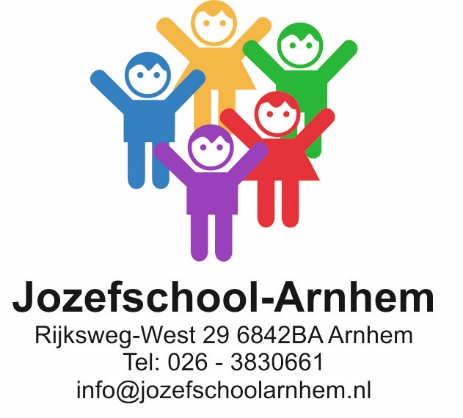 Jozefschool-Arnhem
Rijksweg-West 29 6842BA Arnhem
Tel: 026 - 3830661
info@jozefschoolarnhem.nl